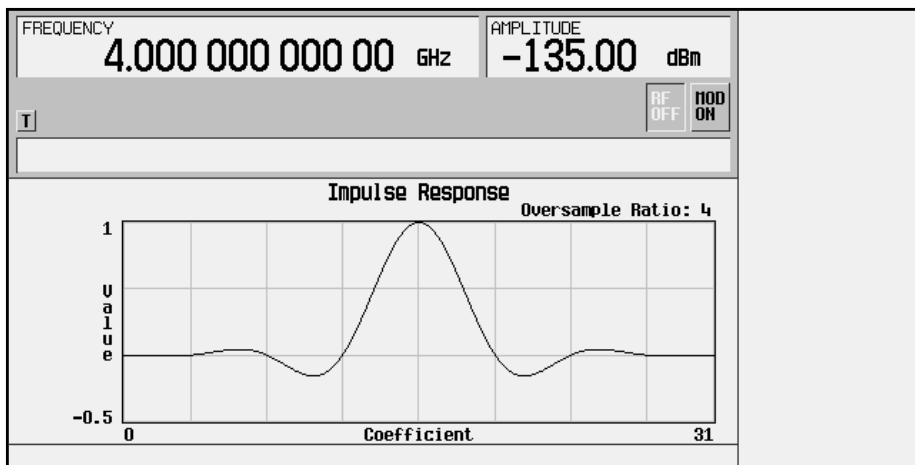 FREQUENCY
4.000 000 000 00 GHz
AMPLITUDE
-135.00 dBm
RF OFF
MOD ON
T
Impulse Response
Oversample Ratio: 4
1
Value
-0.5
0
Coefficient
31